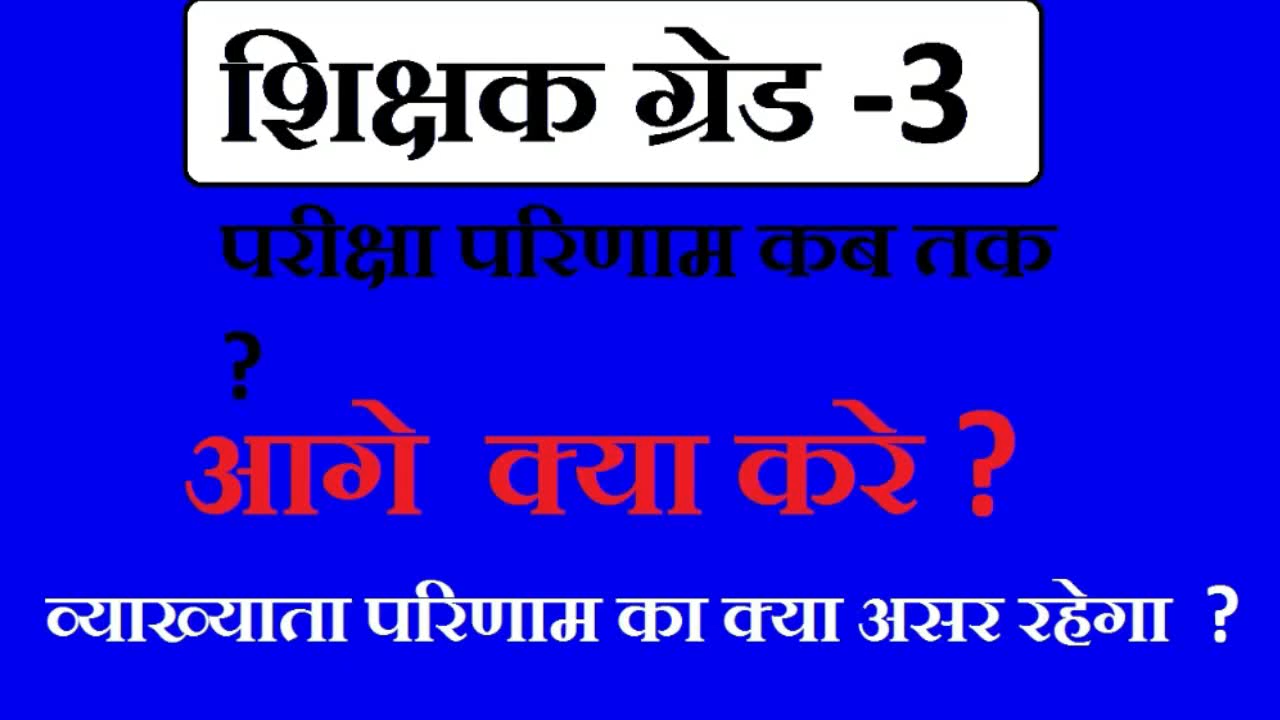 शिक्षक ग्रेड -3
परीक्षा परिणाम कब तक
?
आगे क्या करे ?
व्याख्याता परिणाम का क्या असर रहेगा ?